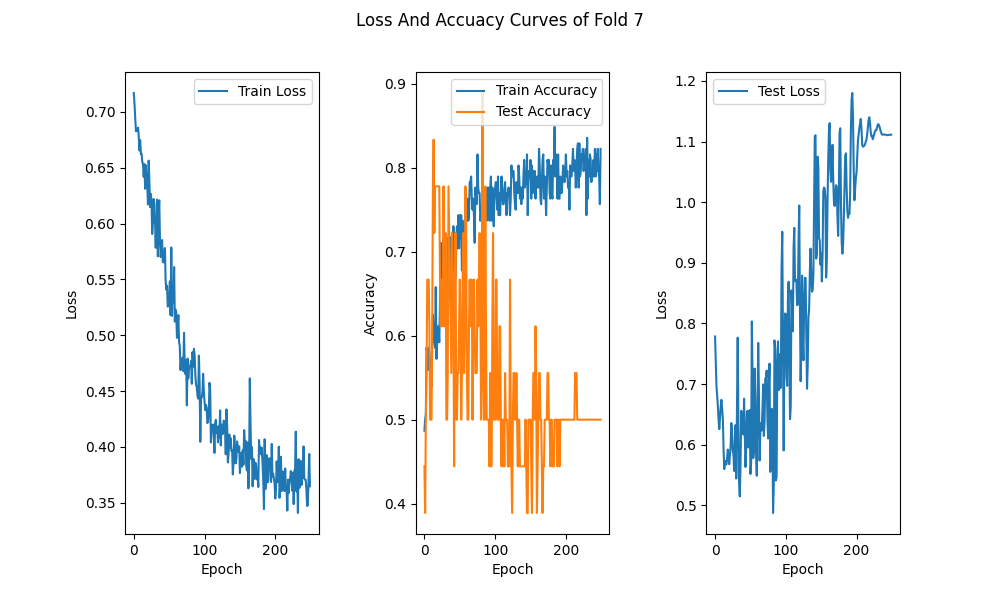 Loss And Accuacy Curves of Fold 7
Train Loss
Loss
0.70
0.65
0.60
0.55
0.50
0.45
0.40
0.35
0 100 200
Epoch
Train Accuracy
Test Accuracy
Accuracy
0.9
0.8
0.7
0.6
0.5
0.4
0 100 200
Epoch
Test Loss
Loss
1.2
1.1
1.0
0.9
0.8
0.7
0.6
0.5
0 100 200
Epoch